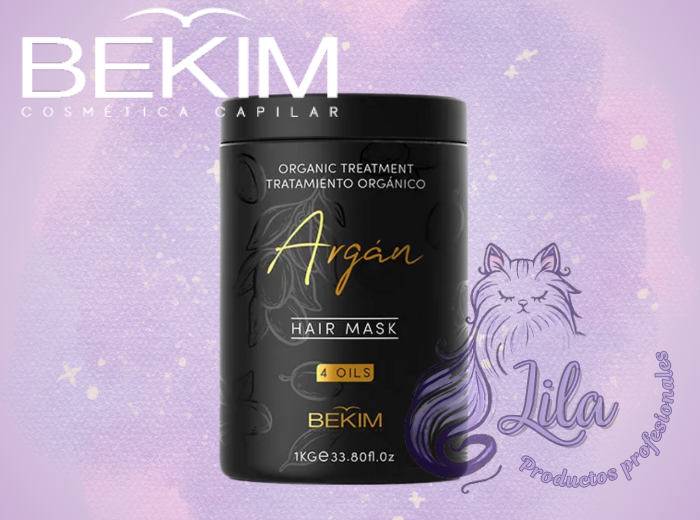 BEKIM
COSMÉTICA CAPILAR
ORGANIC TREATMENT
TRATAMIENTO ORGÁNICO
Argán
HAIR MASK
4 OILS
BEKIM
1KG℮33.80fl.Oz
Lila
Productos profesionales